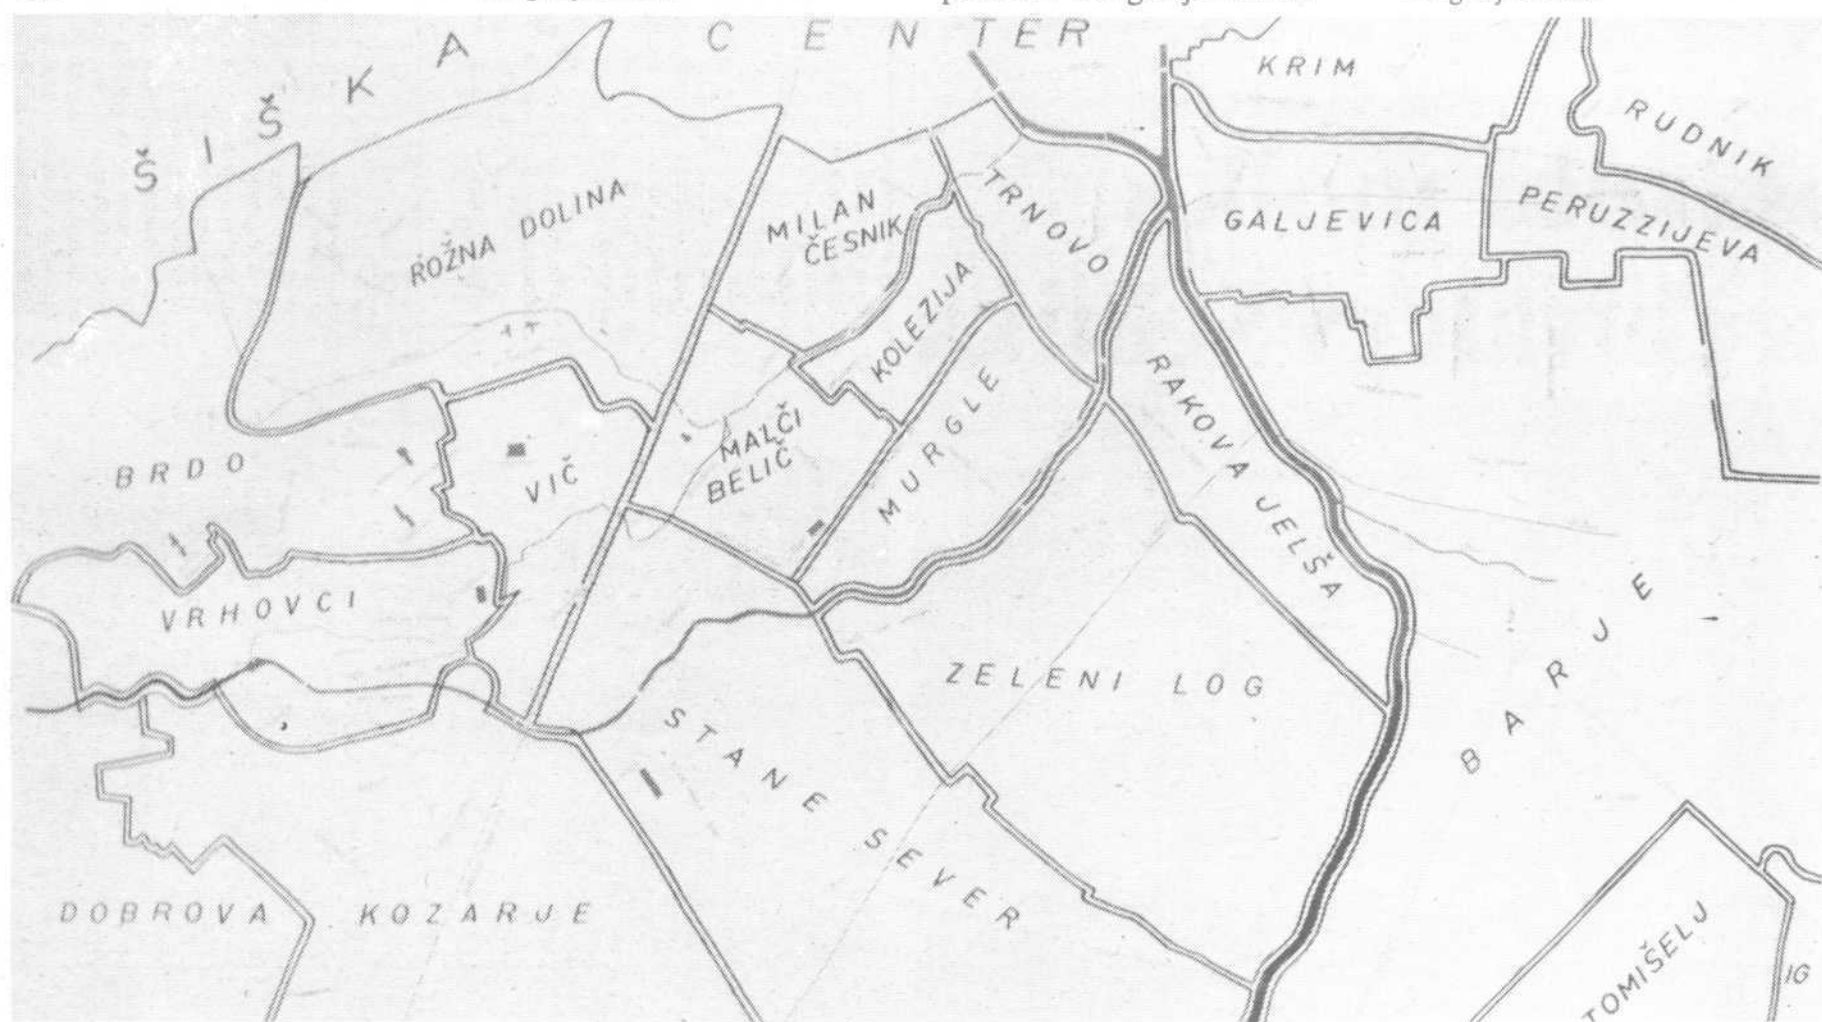 ŠIŠKA
CENTER
KRIM
RUDNIK
ROŽNA DOLINA
MILAN
ČESNIK
TRNOVO
GALJEVICA
PERUZZIJEVA
KOLEZIJA
RAKOVA JELŠA
BRDO
VIČ
MALČI
BELIČ
MURGLE
VRHOVCI
ZELENI LOG
BARJE
STANE SEVER
DOBROVA
KOZARJE
TOMIŠELJ
IG